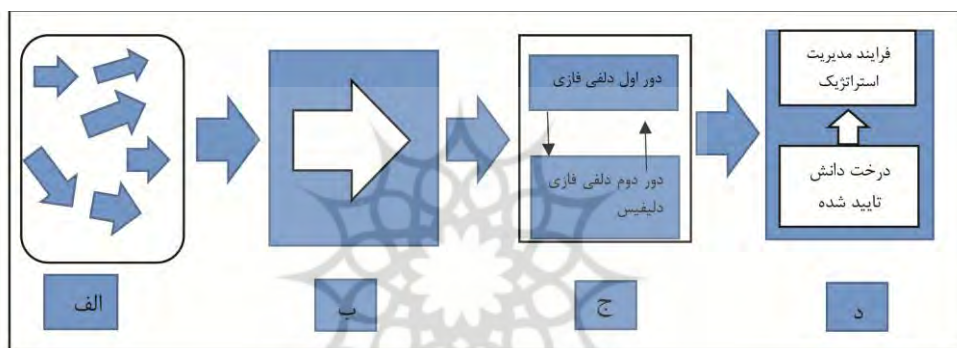 دور اول دلفی فازی
دور دوم دلفی فازی
دلیفیس
فرایند مدیریت
استراتژیک
درخت دانش
تایید شده
الف
ب
ج
د